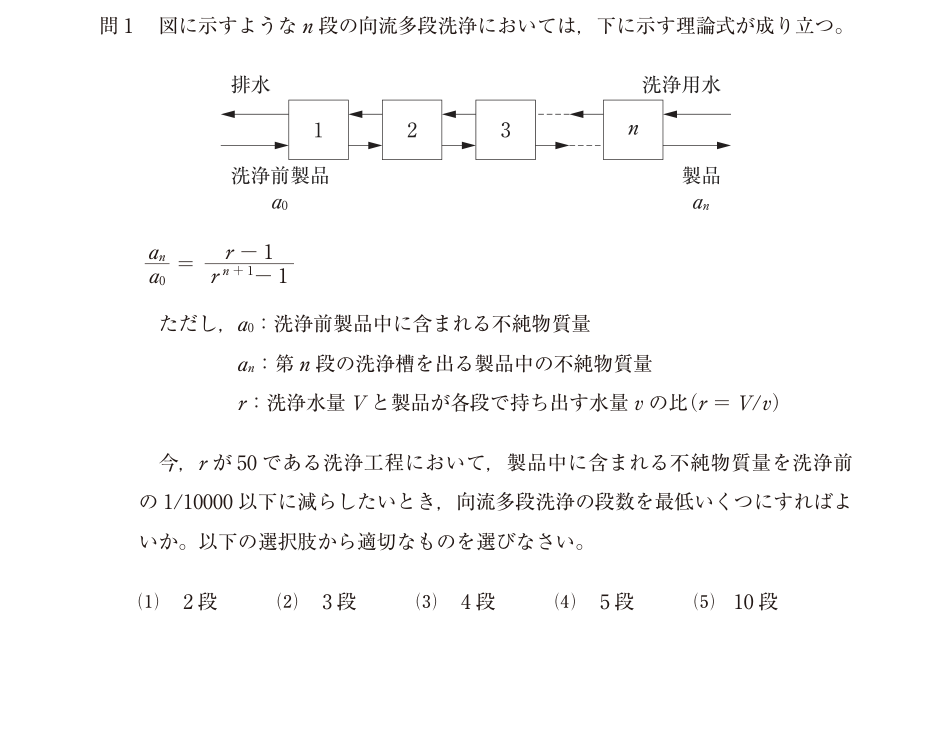 問1 図に示すような n 段の向流多段洗浄においては，下に示す理論式が成り立つ。
排水 洗浄用水
1 2 3 n
洗浄前製品 製品
a₀ aₙ
aₙ/a₀ = (r − 1)/(rⁿ⁺¹ − 1)
ただし，a₀：洗浄前製品中に含まれる不純物質量
aₙ：第 n 段の洗浄槽を出る製品中の不純物質量
r：洗浄水量 V と製品が各段で持ち出す水量 v の比(r = V/v)
今，r が 50 である洗浄工程において，製品中に含まれる不純物質量を洗浄前
の 1/10000 以下に減らしたいとき，向流多段洗浄の段数を最低いくつにすればよ
いか。以下の選択肢から適切なものを選びなさい。
(1) 2段 (2) 3段 (3) 4段 (4) 5段 (5) 10段